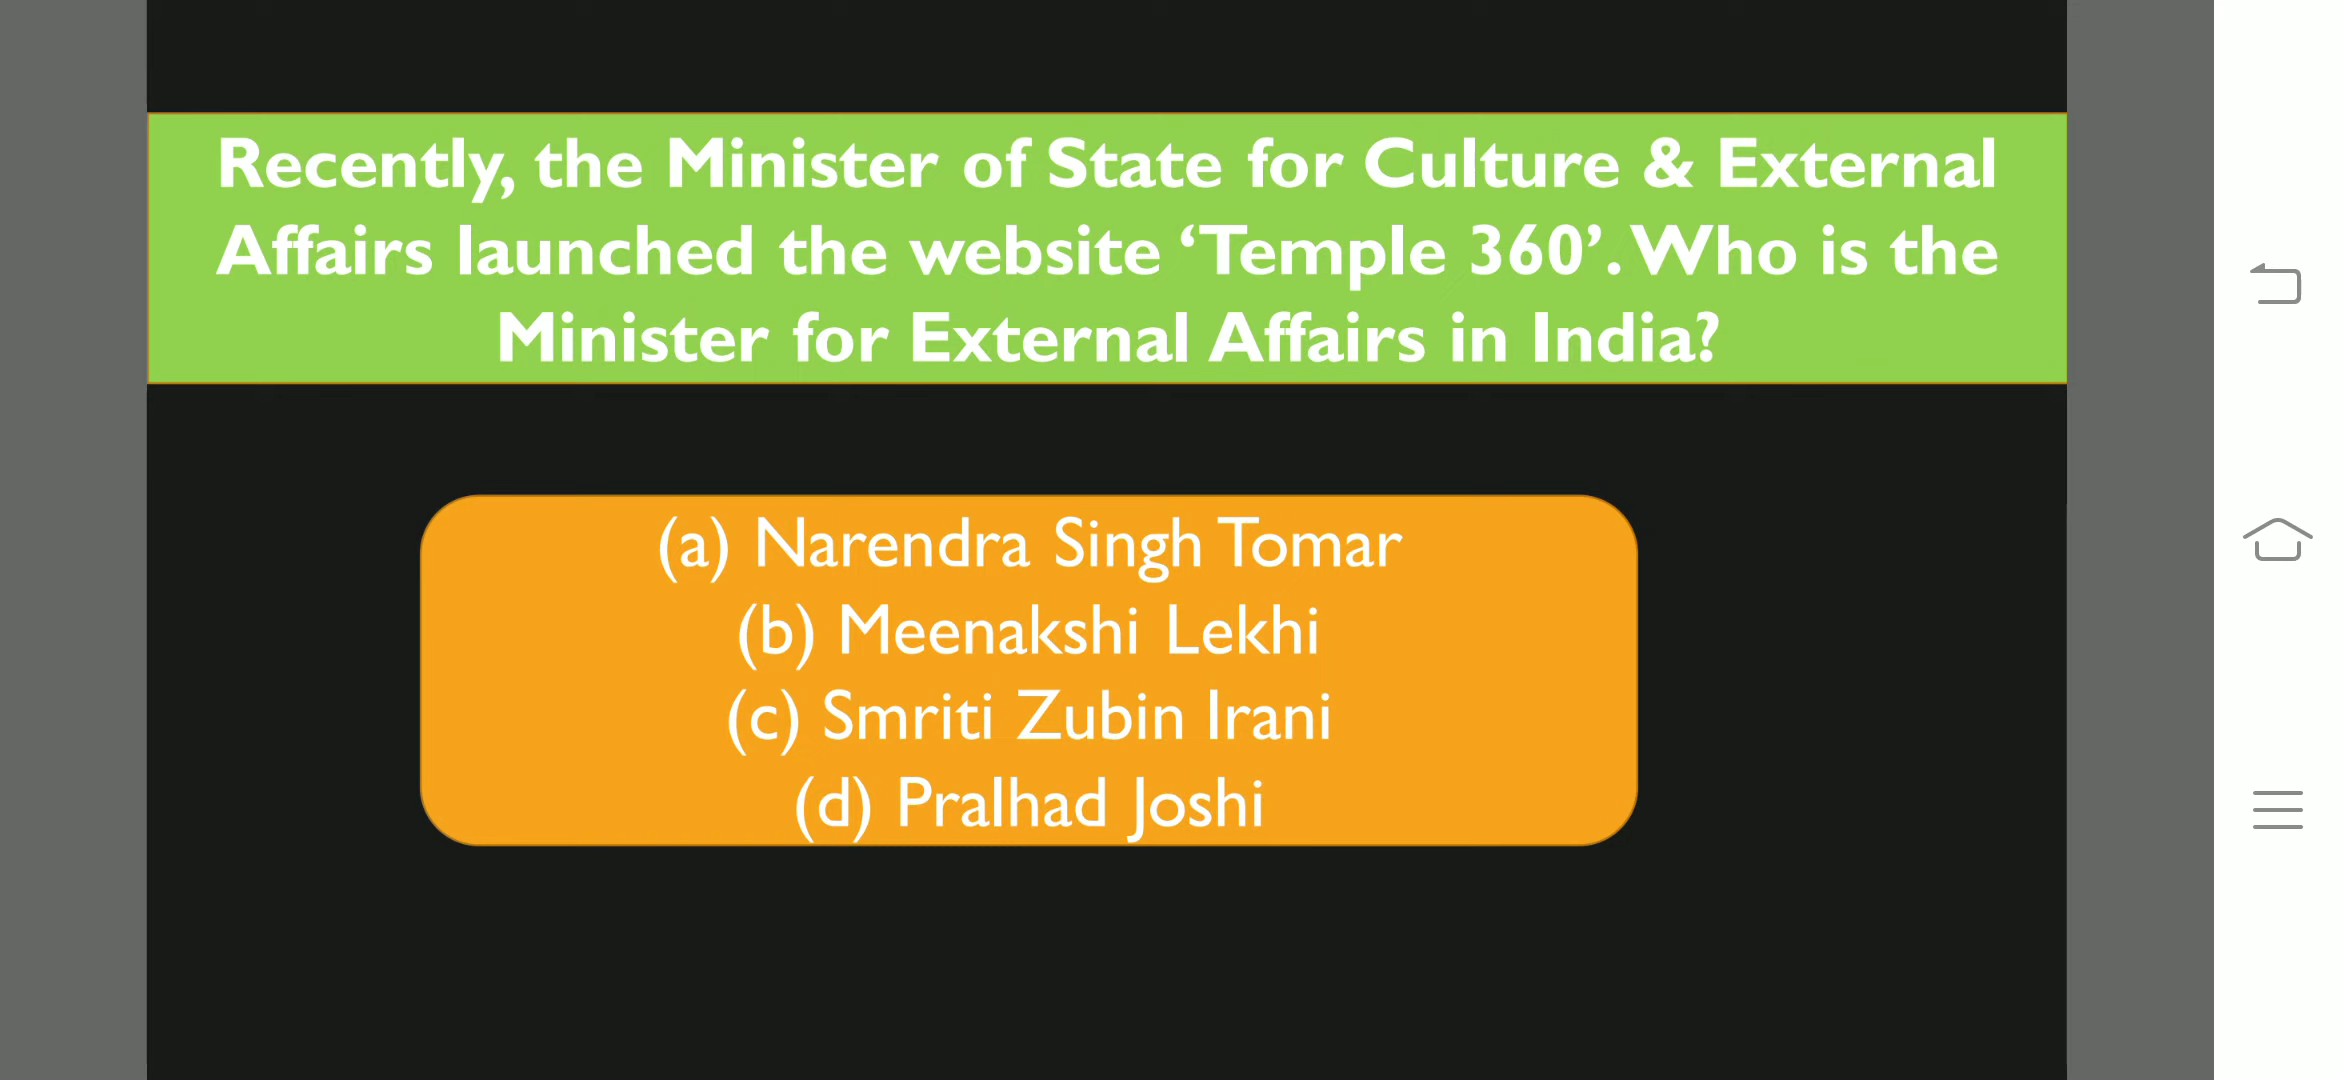 Recently, the Minister of State for Culture & External
Affairs launched the website ‘Temple 360’. Who is the
Minister for External Affairs in India?
(a) Narendra Singh Tomar
(b) Meenakshi Lekhi
(c) Smriti Zubin Irani
(d) Pralhad Joshi